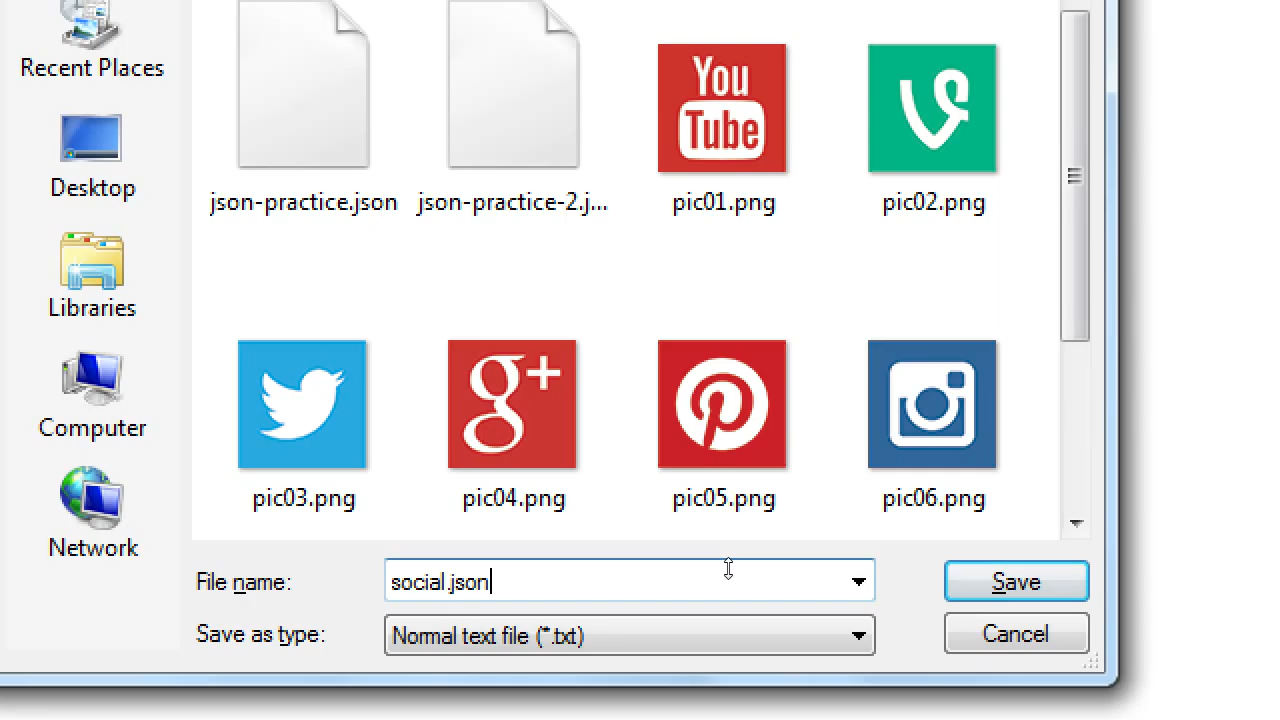 Recent Places
Desktop
Libraries
Computer
Network
You
Tube
json-practice.json
json-practice-2.j...
pic01.png
pic02.png
g+
pic03.png
pic04.png
pic05.png
pic06.png
File name:
social.json
Save
Save as type:
Normal text file (*.txt)
Cancel